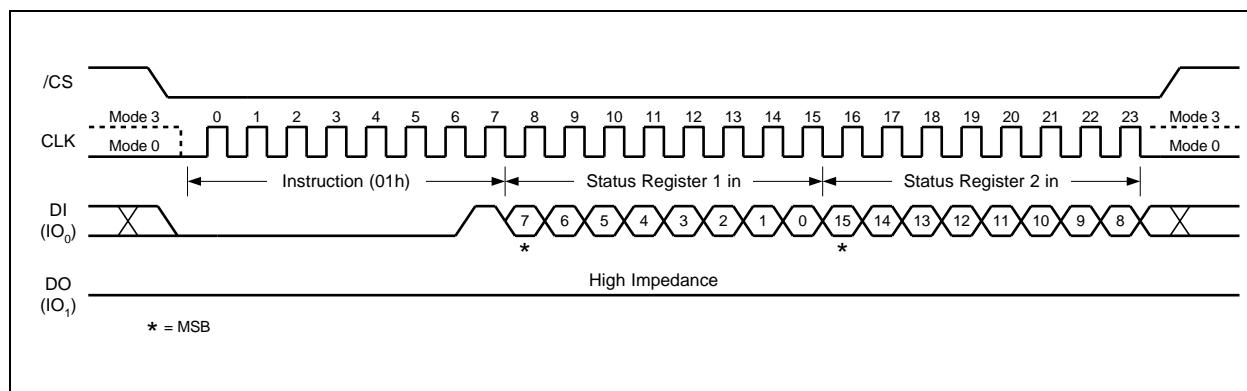 /CS
Mode 3 0 1 2 3 4 5 6 7 8 9 10 11 12 13 14 15 16 17 18 19 20 21 22 23 Mode 3
CLK
Mode 0 Mode 0
Instruction (01h) Status Register 1 in Status Register 2 in
DI
(IO0) 7 6 5 4 3 2 1 0 15 14 13 12 11 10 9 8
* *
DO High Impedance
(IO1)
* = MSB